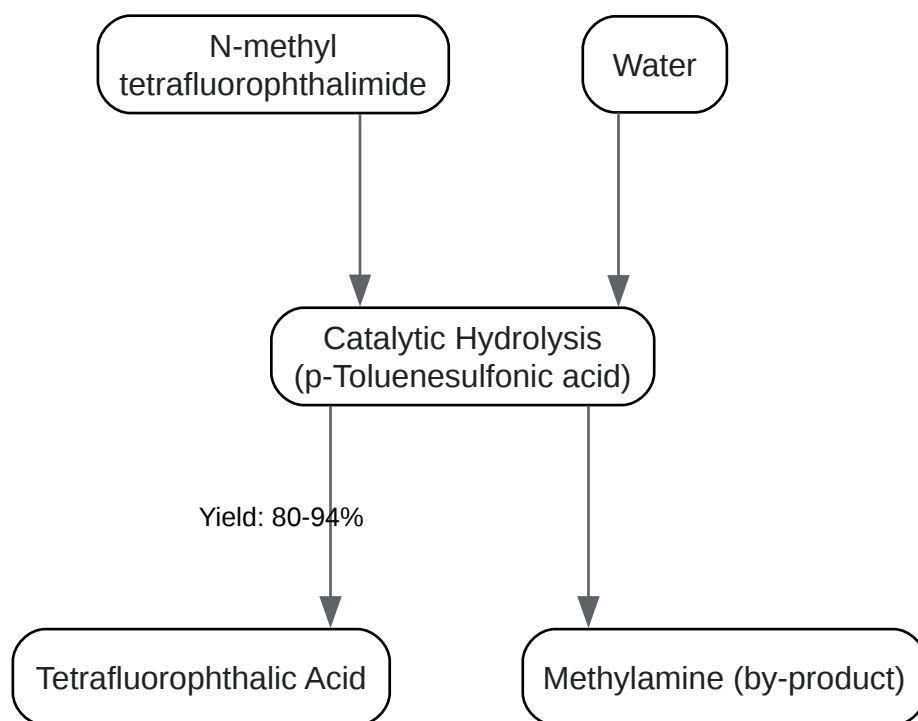 N-methyl
tetrafluorophthalimide
Water
Catalytic Hydrolysis
(p-Toluenesulfonic acid)
Yield: 80-94%
Tetrafluorophthalic Acid
Methylamine (by-product)